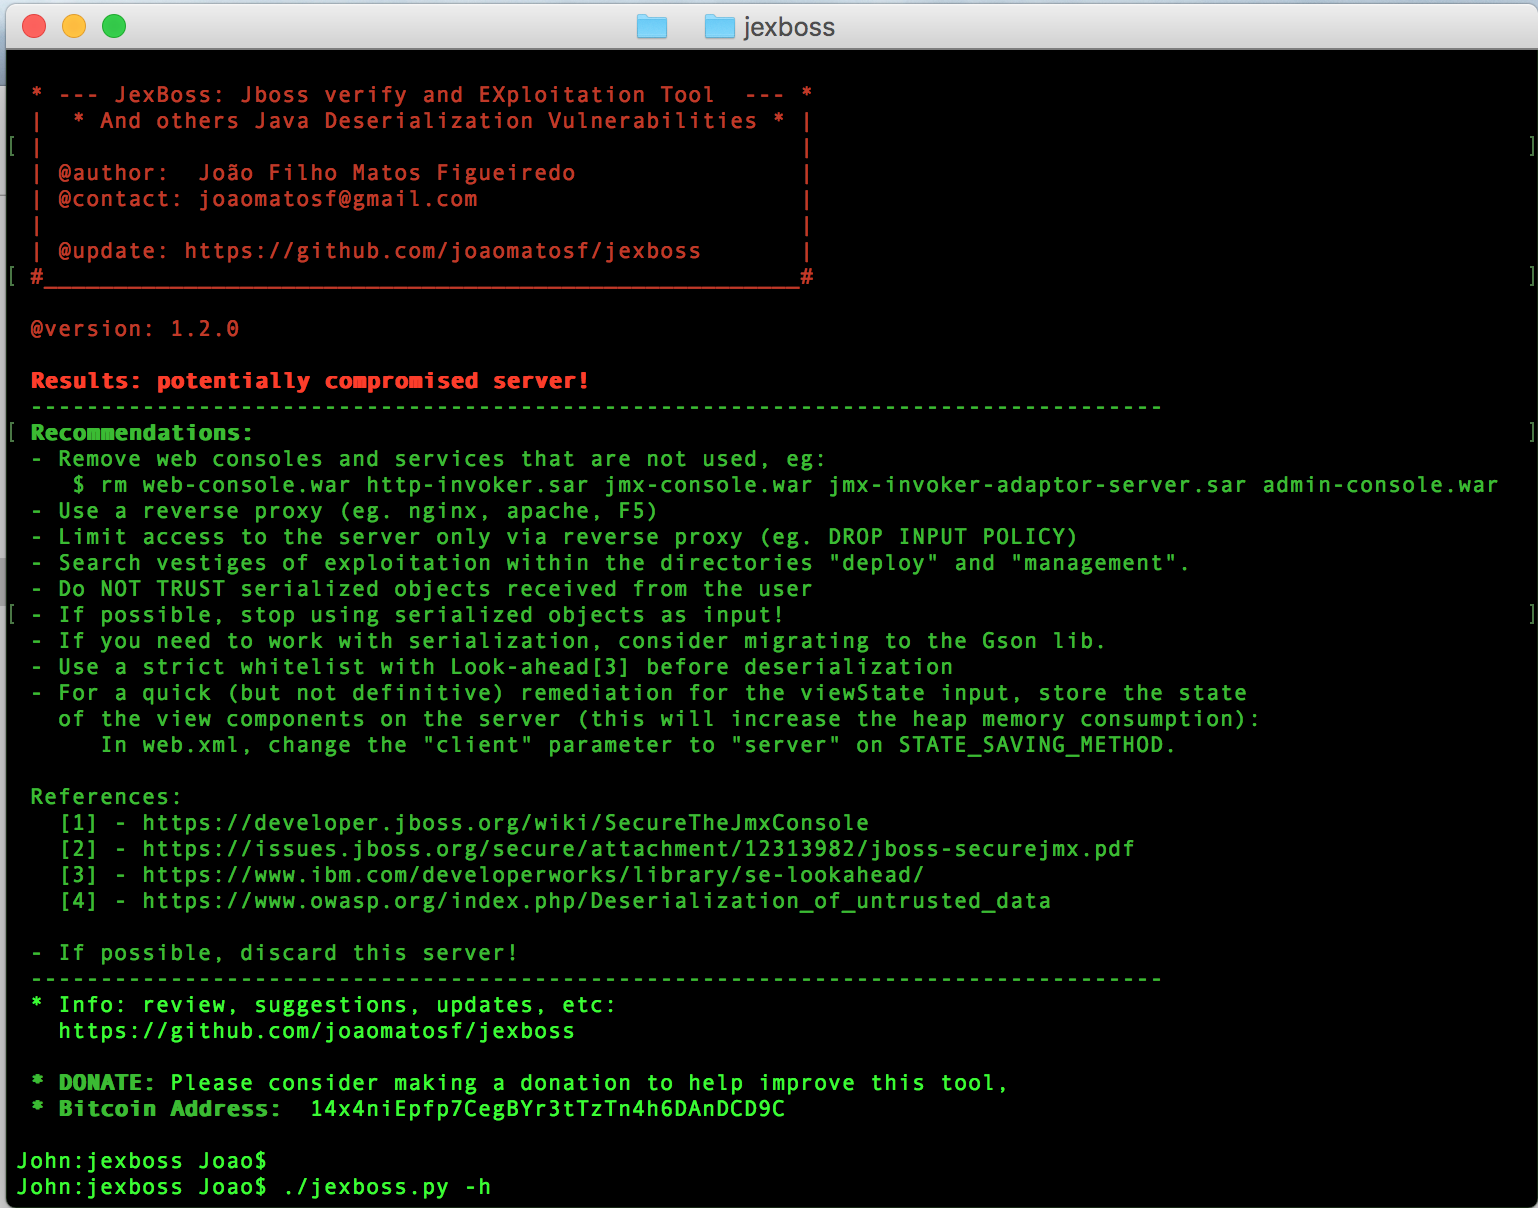 jexboss
* --- JexBoss: Jboss verify and EXploitation Tool  --- *
|  * And others Java Deserialization Vulnerabilities * |
[ |                                                      | ]
| @author:  João Filho Matos Figueiredo                |
| @contact: joaomatosf@gmail.com                       |
|                                                      |
| @update: https://github.com/joaomatosf/jexboss       |
[ #______________________________________________________# ]
@version: 1.2.0
Results: potentially compromised server!
---------------------------------------------------------------------------------
[ Recommendations: ]
- Remove web consoles and services that are not used, eg:
$ rm web-console.war http-invoker.sar jmx-console.war jmx-invoker-adaptor-server.sar admin-console.war
- Use a reverse proxy (eg. nginx, apache, F5)
- Limit access to the server only via reverse proxy (eg. DROP INPUT POLICY)
- Search vestiges of exploitation within the directories "deploy" and "management".
- Do NOT TRUST serialized objects received from the user
[ - If possible, stop using serialized objects as input! ]
- If you need to work with serialization, consider migrating to the Gson lib.
- Use a strict whitelist with Look-ahead[3] before deserialization
- For a quick (but not definitive) remediation for the viewState input, store the state
of the view components on the server (this will increase the heap memory consumption):
In web.xml, change the "client" parameter to "server" on STATE_SAVING_METHOD.
References:
[1] - https://developer.jboss.org/wiki/SecureTheJmxConsole
[2] - https://issues.jboss.org/secure/attachment/12313982/jboss-securejmx.pdf
[3] - https://www.ibm.com/developerworks/library/se-lookahead/
[4] - https://www.owasp.org/index.php/Deserialization_of_untrusted_data
- If possible, discard this server!
---------------------------------------------------------------------------------
* Info: review, suggestions, updates, etc:
https://github.com/joaomatosf/jexboss
* DONATE: Please consider making a donation to help improve this tool,
* Bitcoin Address:  14x4niEpfp7CegBYr3tTzTn4h6DAnDCD9C
John:jexboss Joao$
John:jexboss Joao$ ./jexboss.py -h